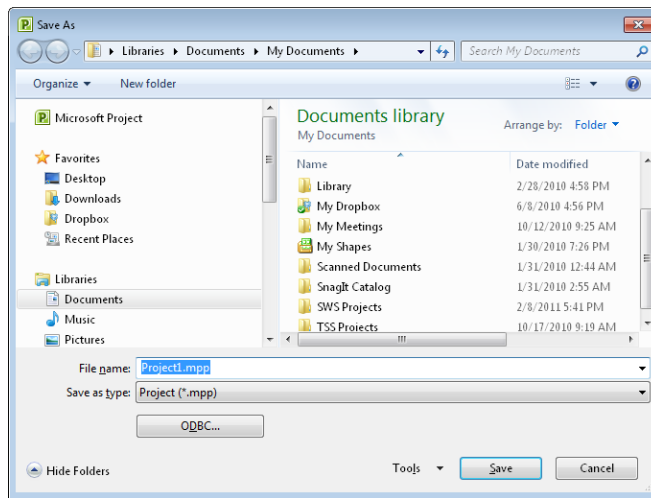 Save As
Libraries Documents My Documents Search My Documents
Organize New folder
Microsoft Project
Favorites
Desktop
Downloads
Dropbox
Recent Places
Libraries
Documents
Music
Pictures
Documents library
My Documents
Arrange by: Folder
Name Date modified
Library 2/28/2010 4:58 PM
My Dropbox 6/8/2010 4:56 PM
My Meetings 10/12/2010 9:25 AM
My Shapes 1/30/2010 7:26 PM
Scanned Documents 1/31/2010 12:44 AM
SnagIt Catalog 1/31/2010 2:55 AM
SWS Projects 2/8/2011 5:41 PM
TSS Projects 10/17/2010 9:19 AM
File name: Project1.mpp
Save as type: Project (*.mpp)
ODBC...
Hide Folders Tools Save Cancel